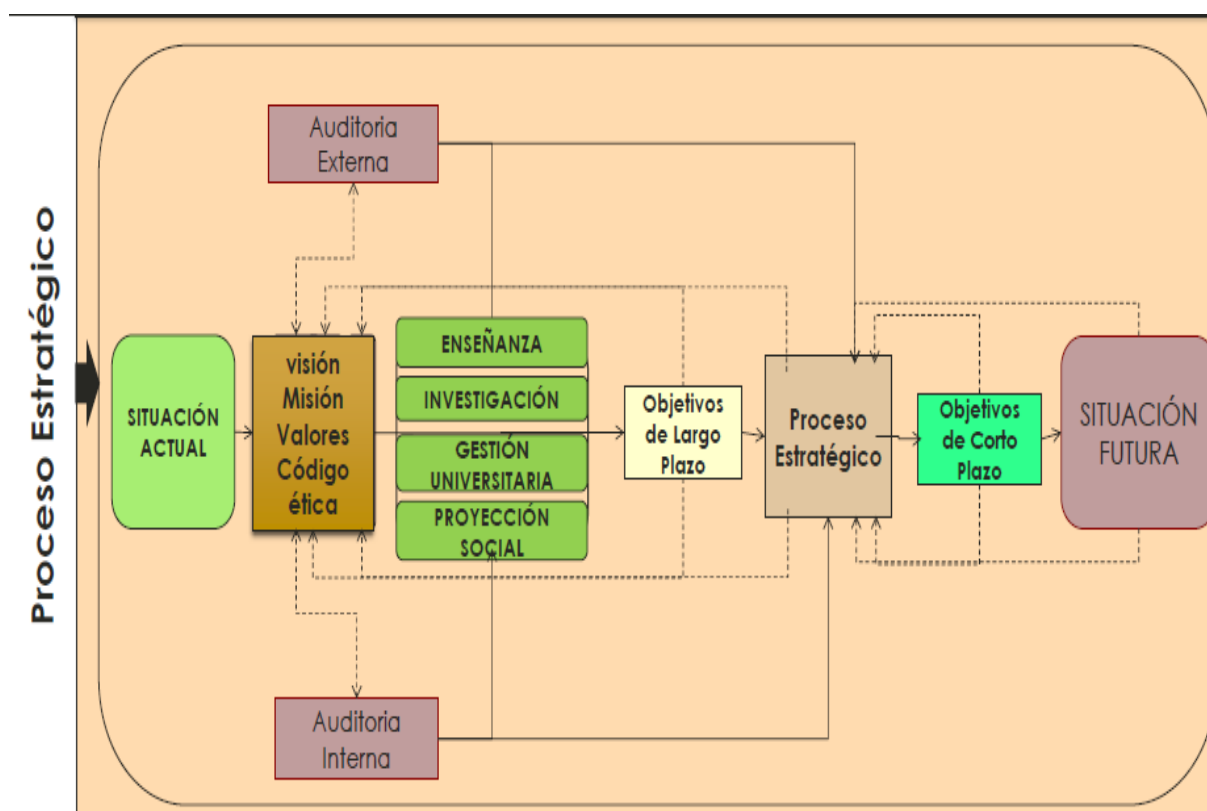 Proceso Estratégico
Auditoria
Externa
SITUACIÓN
ACTUAL
visión
Misión
Valores
Código
ética
ENSEÑANZA
INVESTIGACIÓN
GESTIÓN
UNIVERSITARIA
PROYECCIÓN
SOCIAL
Objetivos
de Largo
Plazo
Proceso
Estratégico
Objetivos
de Corto
Plazo
SITUACIÓN
FUTURA
Auditoria
Interna